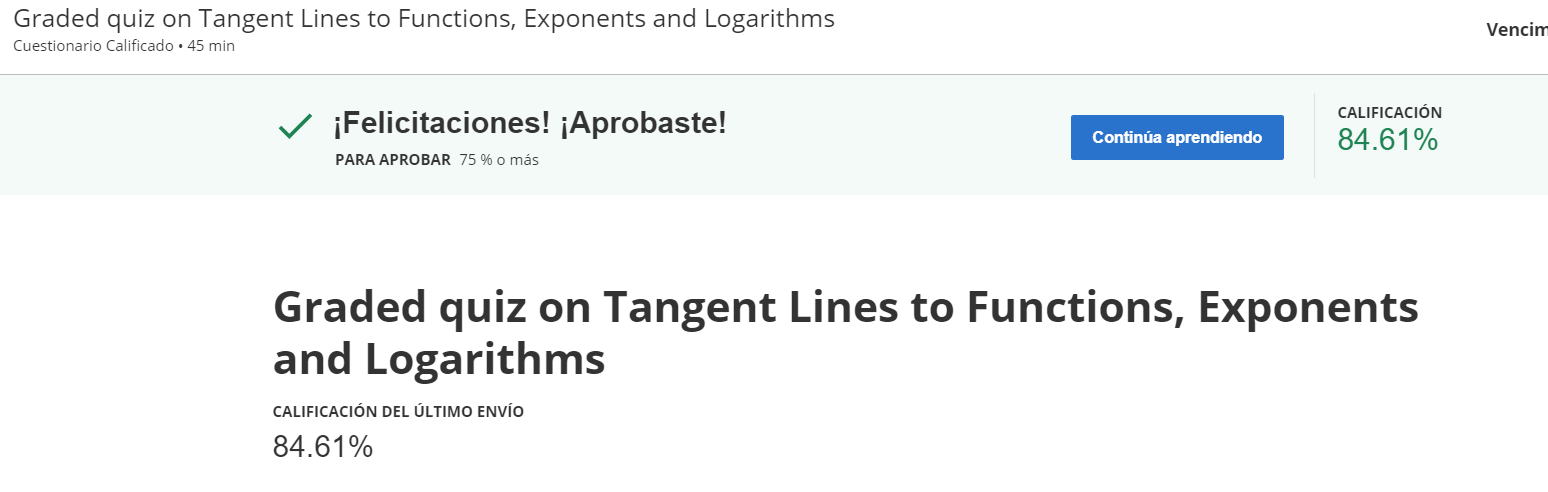 Graded quiz on Tangent Lines to Functions, Exponents and Logarithms
Cuestionario Calificado • 45 min
¡Felicitaciones! ¡Aprobaste!
PARA APROBAR 75 % o más
Continúa aprendiendo
CALIFICACIÓN
84.61%
Graded quiz on Tangent Lines to Functions, Exponents
and Logarithms
CALIFICACIÓN DEL ÚLTIMO ENVÍO
84.61%